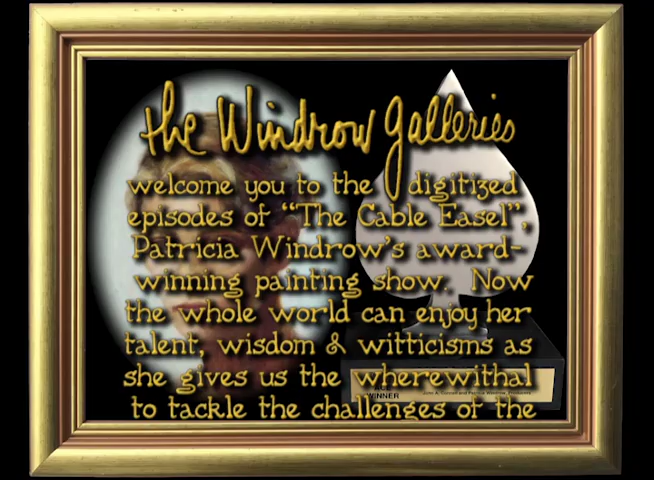 the Windrow Galleries
welcome you to the digitized
episodes of “The Cable Easel”,
Patricia Windrow's award-
winning painting show. Now
the whole world can enjoy her
talent, wisdom & witticisms as
she gives us the wherewithal
to tackle the challenges of the
WINNER